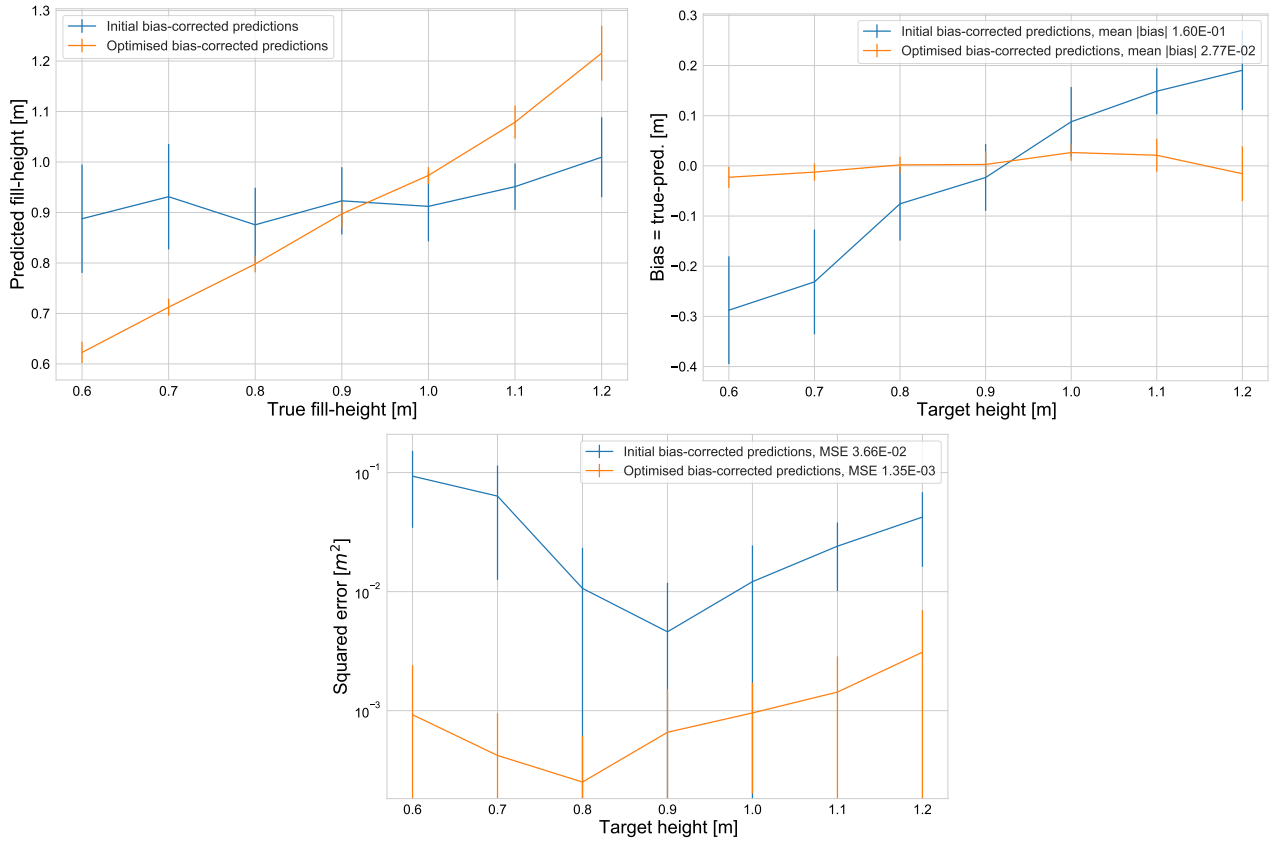 1.3
1.2
1.1
1.0
0.9
0.8
0.7
0.6
Predicted fill-height [m]
Initial bias-corrected predictions
Optimised bias-corrected predictions
0.6 0.7 0.8 0.9 1.0 1.1 1.2
True fill-height [m]
0.3
0.2
0.1
0.0
−0.1
−0.2
−0.3
−0.4
Bias = true-pred. [m]
Initial bias-corrected predictions, mean |bias| 1.60E-01
Optimised bias-corrected predictions, mean |bias| 2.77E-02
0.6 0.7 0.8 0.9 1.0 1.1 1.2
Target height [m]
10⁻¹
10⁻²
10⁻³
Squared error [m²]
Initial bias-corrected predictions, MSE 3.66E-02
Optimised bias-corrected predictions, MSE 1.35E-03
0.6 0.7 0.8 0.9 1.0 1.1 1.2
Target height [m]